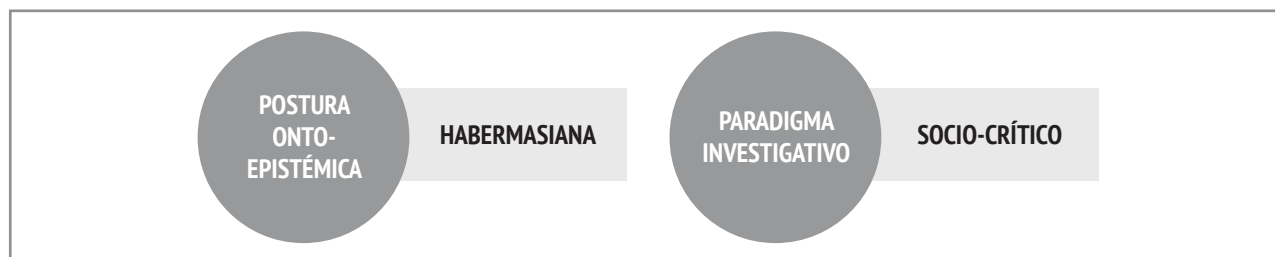 POSTURA
ONTO-
EPISTÉMICA
HABERMASIANA
PARADIGMA
INVESTIGATIVO
SOCIO-CRÍTICO